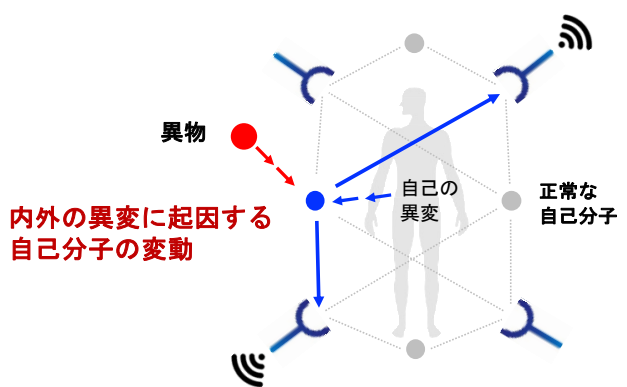 異物
自己の
異変
正常な
自己分子
内外の異変に起因する
自己分子の変動